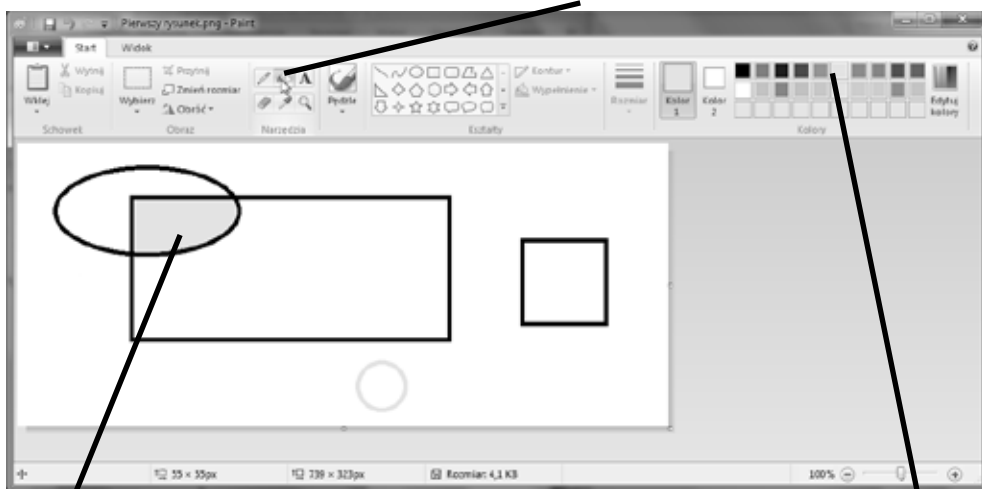 Pierwszy rysunek.png - Paint
Start Widok
Wklej
Wytnij
Kopiuj
Schowek
Wybierz
Przytnij
Zmień rozmiar
Obróć
Obraz
A
Narzędzia
Pędzle
Kontur
Wypełnienie
Kształty
Rozmiar
Kolor 1
Kolor 2
Edytuj kolory
Kolory
55 × 55px
739 × 323px
Rozmiar: 4,1 KB
100%